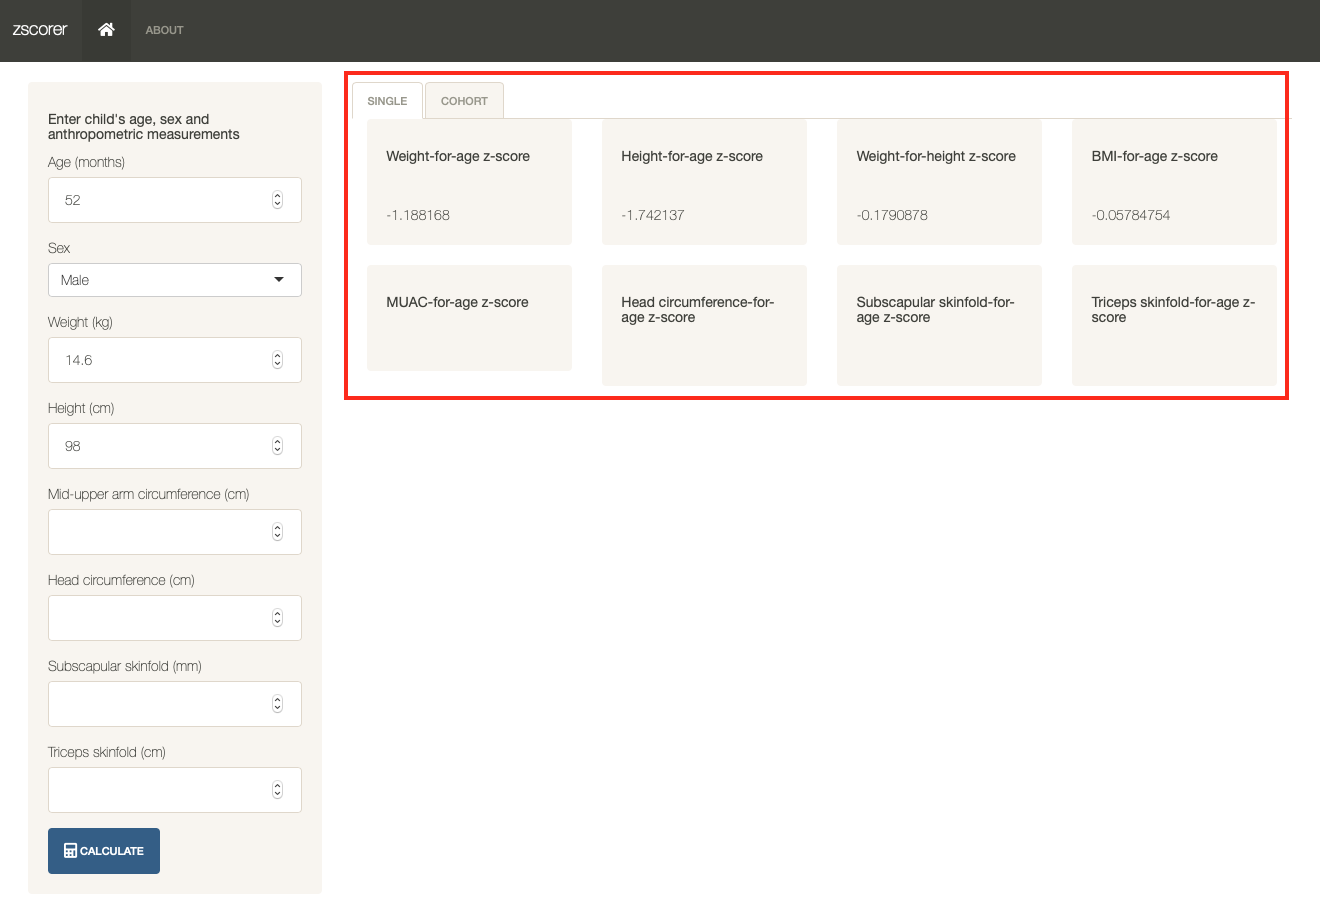 zscorer
ABOUT
Enter child's age, sex and
anthropometric measurements
Age (months)
52
Sex
Male
Weight (kg)
14.6
Height (cm)
98
Mid-upper arm circumference (cm)
Head circumference (cm)
Subscapular skinfold (mm)
Triceps skinfold (cm)
CALCULATE
SINGLE
COHORT
Weight-for-age z-score
-1.188168
Height-for-age z-score
-1.742137
Weight-for-height z-score
-0.1790878
BMI-for-age z-score
-0.05784754
MUAC-for-age z-score
Head circumference-for-
age z-score
Subscapular skinfold-for-
age z-score
Triceps skinfold-for-age z-
score